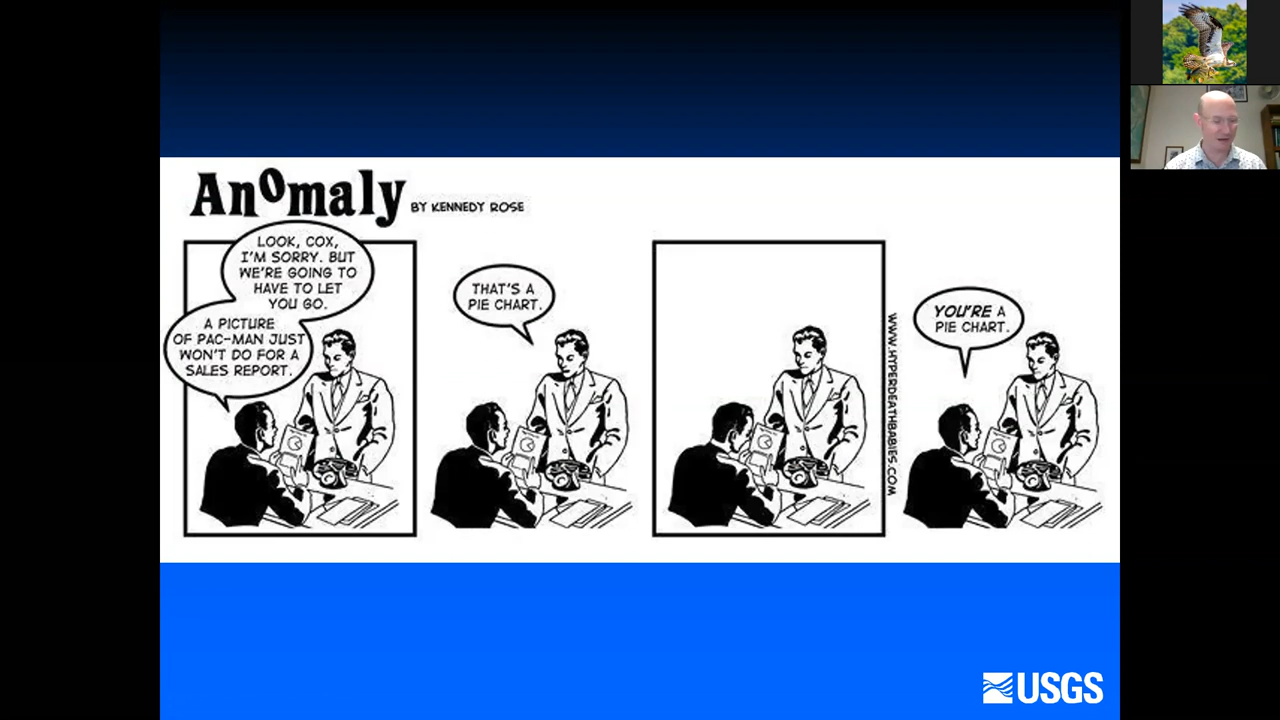 Anomaly
BY KENNEDY ROSE
LOOK, COX,
I'M SORRY. BUT
WE'RE GOING TO
HAVE TO LET
YOU GO.
A PICTURE
OF PAC-MAN JUST
WON'T DO FOR A
SALES REPORT.
THAT'S A
PIE CHART.
WWW.HYPERDEATHBABIES.COM
YOU'RE A
PIE CHART.
USGS